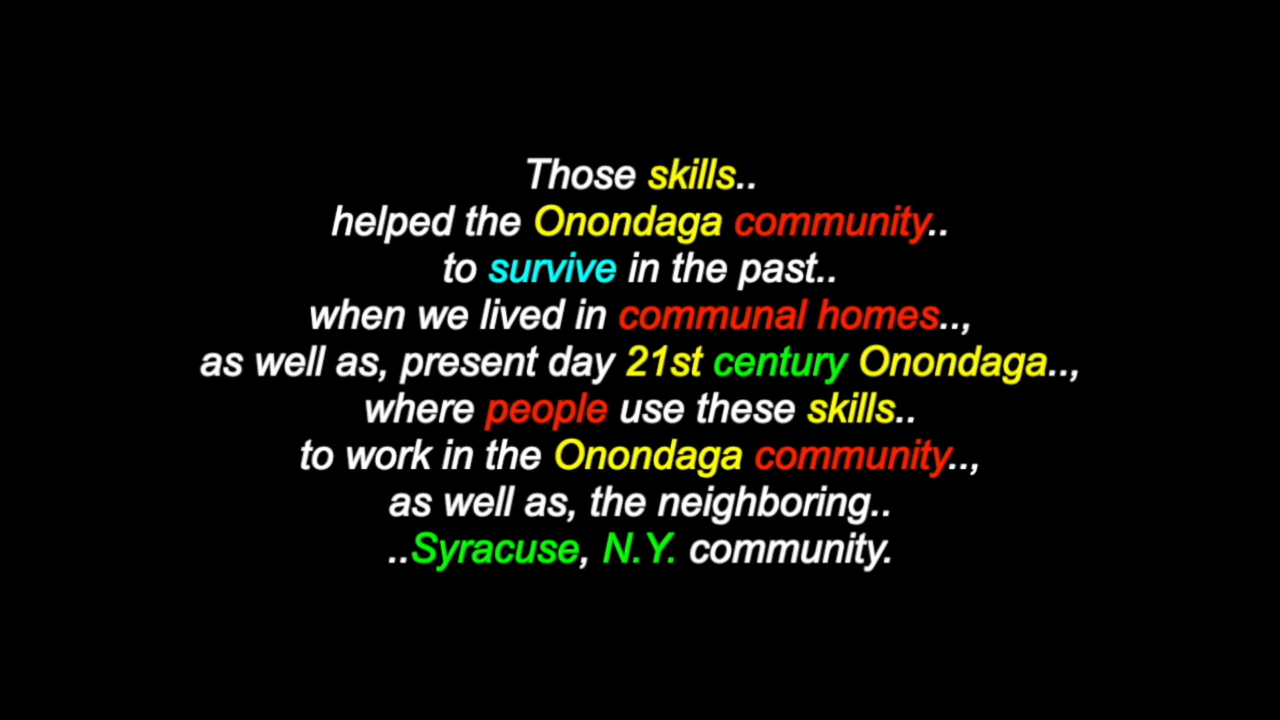 Those skills..
helped the Onondaga community..
to survive in the past..
when we lived in communal homes..,
as well as, present day 21st century Onondaga..,
where people use these skills..
to work in the Onondaga community..,
as well as, the neighboring..
..Syracuse, N.Y. community.